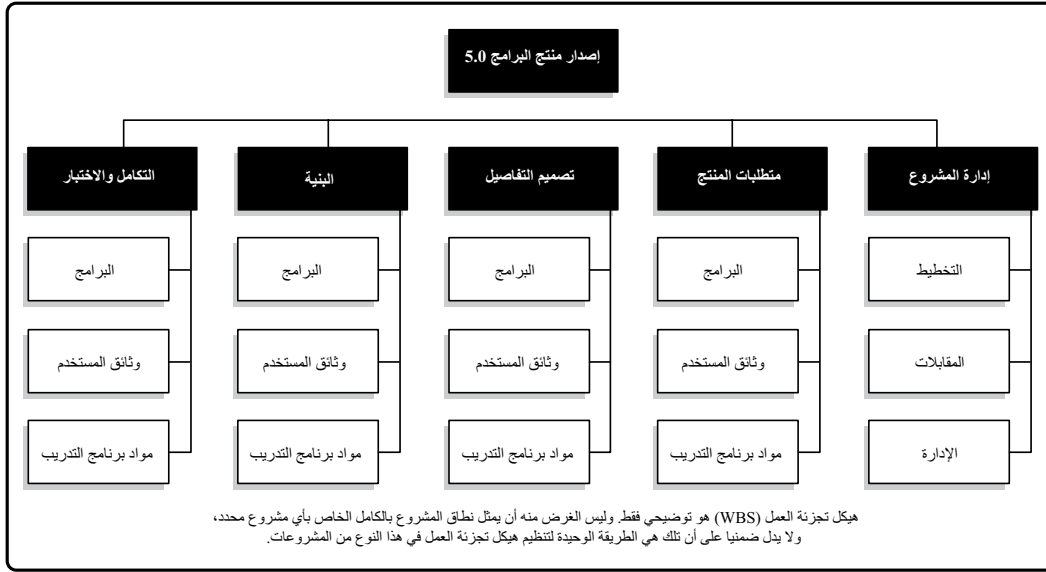 إصدار منتج البرامج 5.0
إدارة المشروع
متطلبات المنتج
تصميم التفاصيل
البنية
التكامل والاختبار
التخطيط
البرامج
البرامج
البرامج
البرامج
المقابلات
وثائق المستخدم
وثائق المستخدم
وثائق المستخدم
وثائق المستخدم
الإدارة
مواد برنامج التدريب
مواد برنامج التدريب
مواد برنامج التدريب
مواد برنامج التدريب
هيكل تجزئة العمل (WBS) هو توضيحي فقط. وليس الغرض منه أن يمثل نطاق المشروع بالكامل الخاص بأي مشروع محدد،
ولا يدل ضمنيا على أن تلك هي الطريقة الوحيدة لتنظيم هيكل تجزئة العمل في هذا النوع من المشروعات.